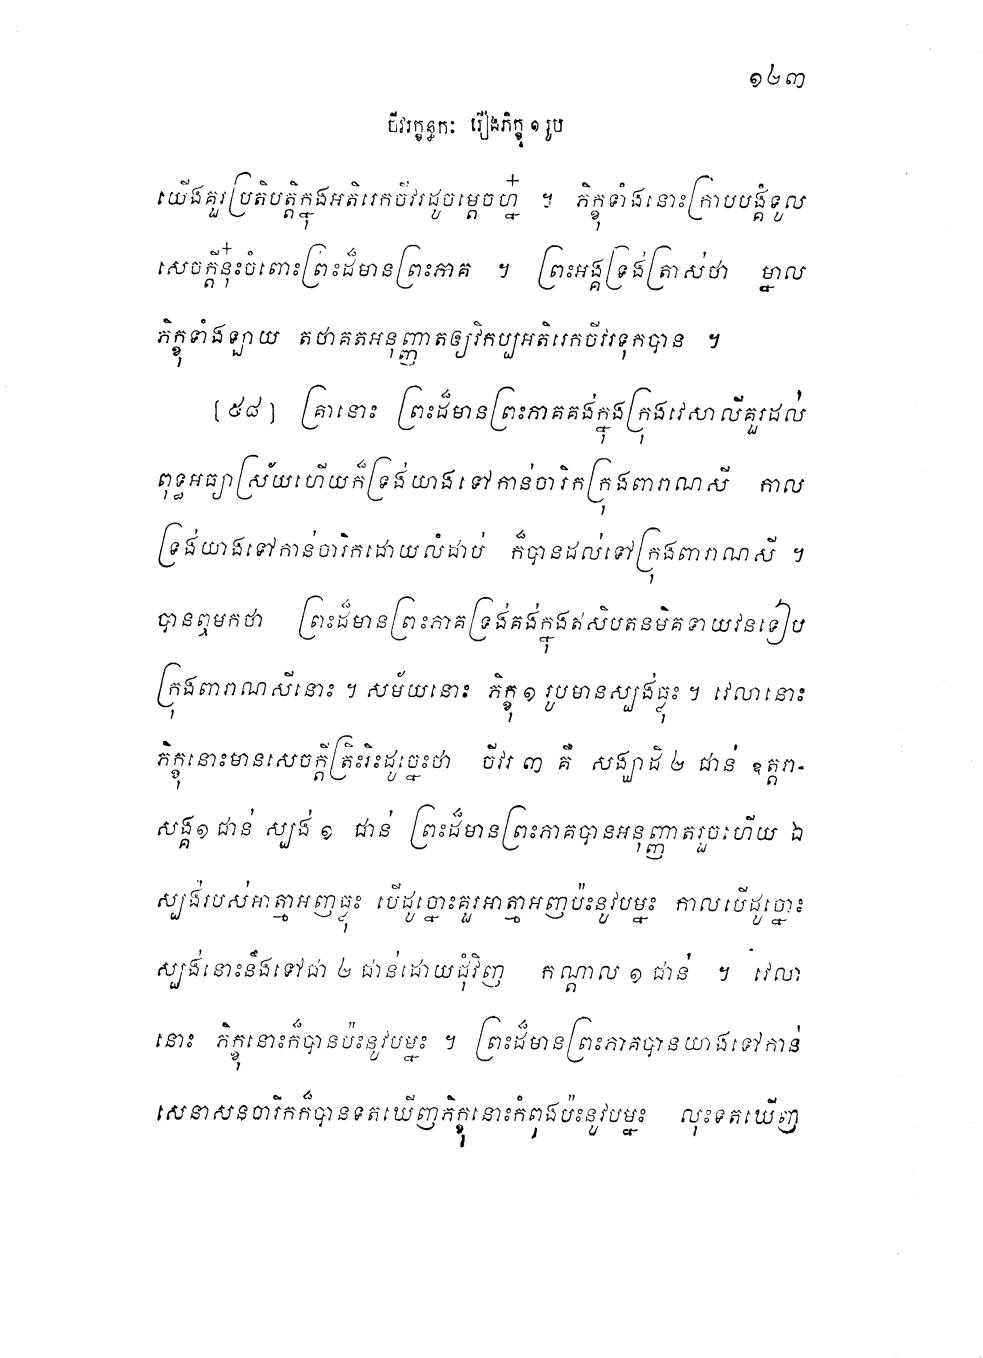 ១២៣
ចីវរក្ខន្ធកៈ រឿងភិក្ខុ ១ រូប
យើងគួរប្រតិបត្តិក្នុងអតិរេកចីវរដូចម្តេចហ្ន៎ ។ ភិក្ខុទាំងនោះក្រាបបង្គំទូល
សេចក្តីនុ៎ះចំពោះព្រះដ៏មានព្រះភាគ ។ ព្រះអង្គទ្រង់ត្រាស់ថា ម្នាល
ភិក្ខុទាំងឡាយ តថាគតអនុញ្ញាតឲ្យវិកប្បអតិរេកចីវរទុកបាន ។
[៥៨] គ្រានោះ ព្រះដ៏មានព្រះភាគគង់ក្នុងក្រុងវេសាលីគួរដល់
ពុទ្ធអធ្យាស្រ័យហើយក៏ទ្រង់យាងទៅកាន់ចារិកក្រុងពារាណសី កាល
ទ្រង់យាងទៅកាន់ចារិកដោយលំដាប់ ក៏បានដល់ទៅក្រុងពារាណសី ។
បានឮមកថា ព្រះដ៏មានព្រះភាគទ្រង់គង់ក្នុងឥសិបតនមិគទាយវនទៀប
ក្រុងពារាណសីនោះ ។ សម័យនោះ ភិក្ខុ ១ រូបមានស្បង់ធ្លុះ ។ វេលានោះ
ភិក្ខុនោះមានសេចក្តីត្រិះរិះដូច្នេះថា ចីវរ ៣ គឺ សង្ឃាដិ ២ ជាន់ ឧត្តរា-
សង្គ ១ ជាន់ ស្បង់ ១ ជាន់ ព្រះដ៏មានព្រះភាគបានអនុញ្ញាតរួចហើយ ឯ
ស្បង់របស់អាត្មាអញធ្លុះ បើដូច្នោះគួរអាត្មាអញប៉ះនូវបម្នះ កាលបើដូច្នោះ
ស្បង់នោះនឹងទៅជា ២ ជាន់ដោយជុំវិញ កណ្តាល ១ ជាន់ ។ វេលា
នោះ ភិក្ខុនោះក៏បានប៉ះនូវបម្នះ ។ ព្រះដ៏មានព្រះភាគបានយាងទៅកាន់
សេនាសនចារិកក៏បានទតឃើញភិក្ខុនោះកំពុងប៉ះនូវបម្នះ លុះទតឃើញ